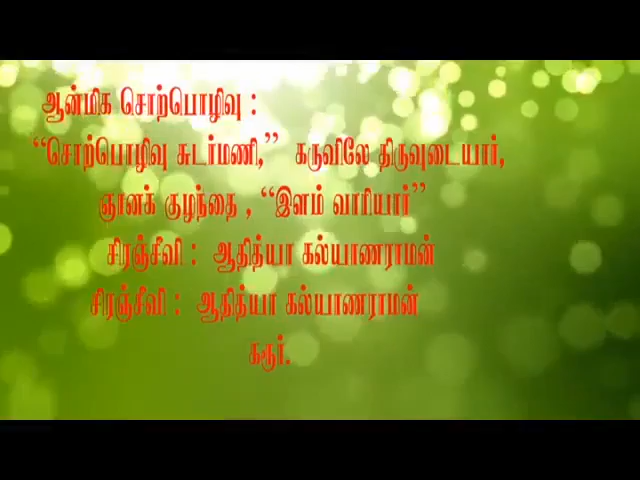 ஆன்மிக சொற்பொழிவு :
“சொற்பொழிவு சுடர்மணி,” கருவிலே திருவுடையார்,
ஞானக் குழந்தை , “இளம் வாரியார்”
சிரஞ்சீவி : ஆதித்யா கல்யாணராமன்
சிரஞ்சீவி : ஆதித்யா கல்யாணராமன்
கரூர்.